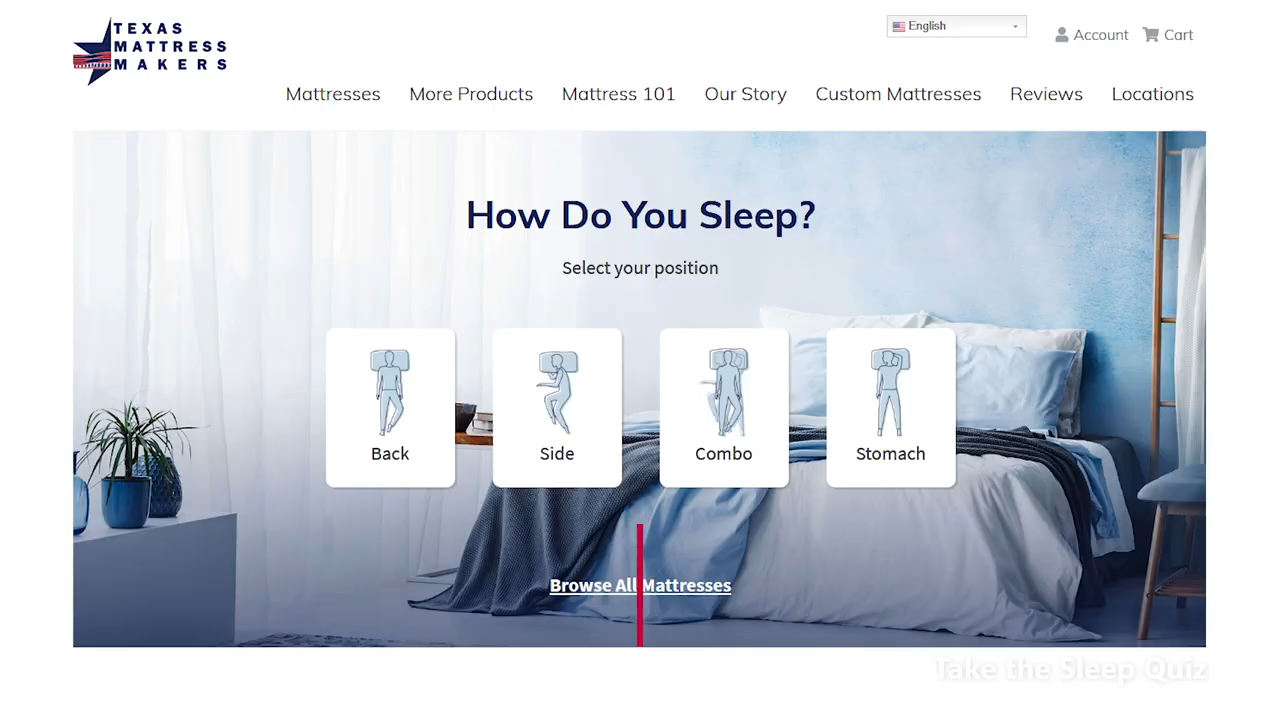 TEXAS
MATTRESS
MAKERS
English
Account
Cart
Mattresses
More Products
Mattress 101
Our Story
Custom Mattresses
Reviews
Locations
How Do You Sleep?
Select your position
Back
Side
Combo
Stomach
Browse All Mattresses
Take the Sleep Quiz